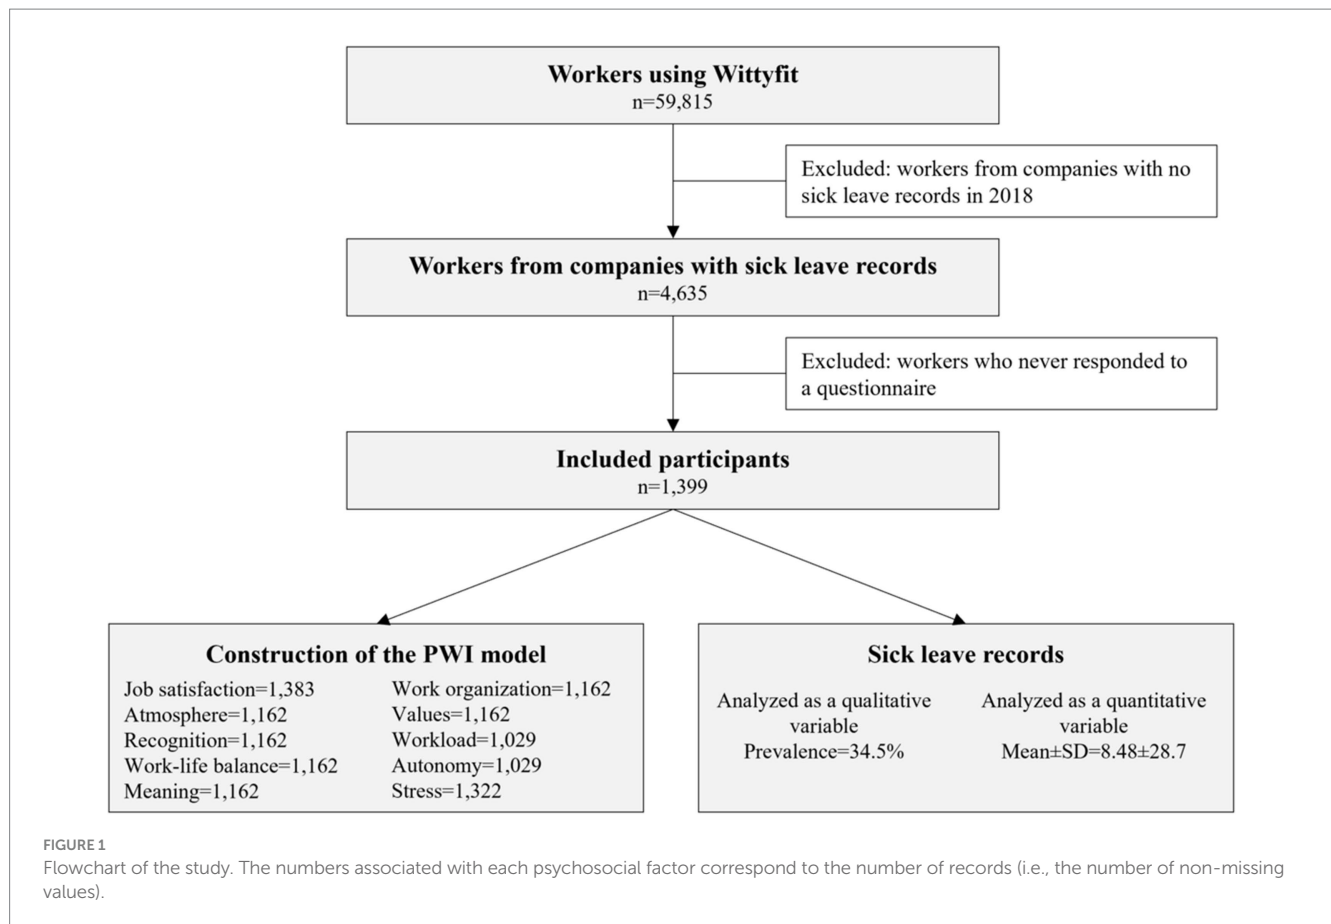 Workers using Wittyfit
n=59,815
Excluded: workers from companies with no
sick leave records in 2018
Workers from companies with sick leave records
n=4,635
Excluded: workers who never responded to
a questionnaire
Included participants
n=1,399
Construction of the PWI model
Job satisfaction=1,383
Atmosphere=1,162
Recognition=1,162
Work-life balance=1,162
Meaning=1,162
Work organization=1,162
Values=1,162
Workload=1,029
Autonomy=1,029
Stress=1,322
Sick leave records
Analyzed as a qualitative
variable
Prevalence=34.5%
Analyzed as a quantitative
variable
Mean±SD=8.48±28.7
FIGURE 1
Flowchart of the study. The numbers associated with each psychosocial factor correspond to the number of records (i.e., the number of non-missing
values).